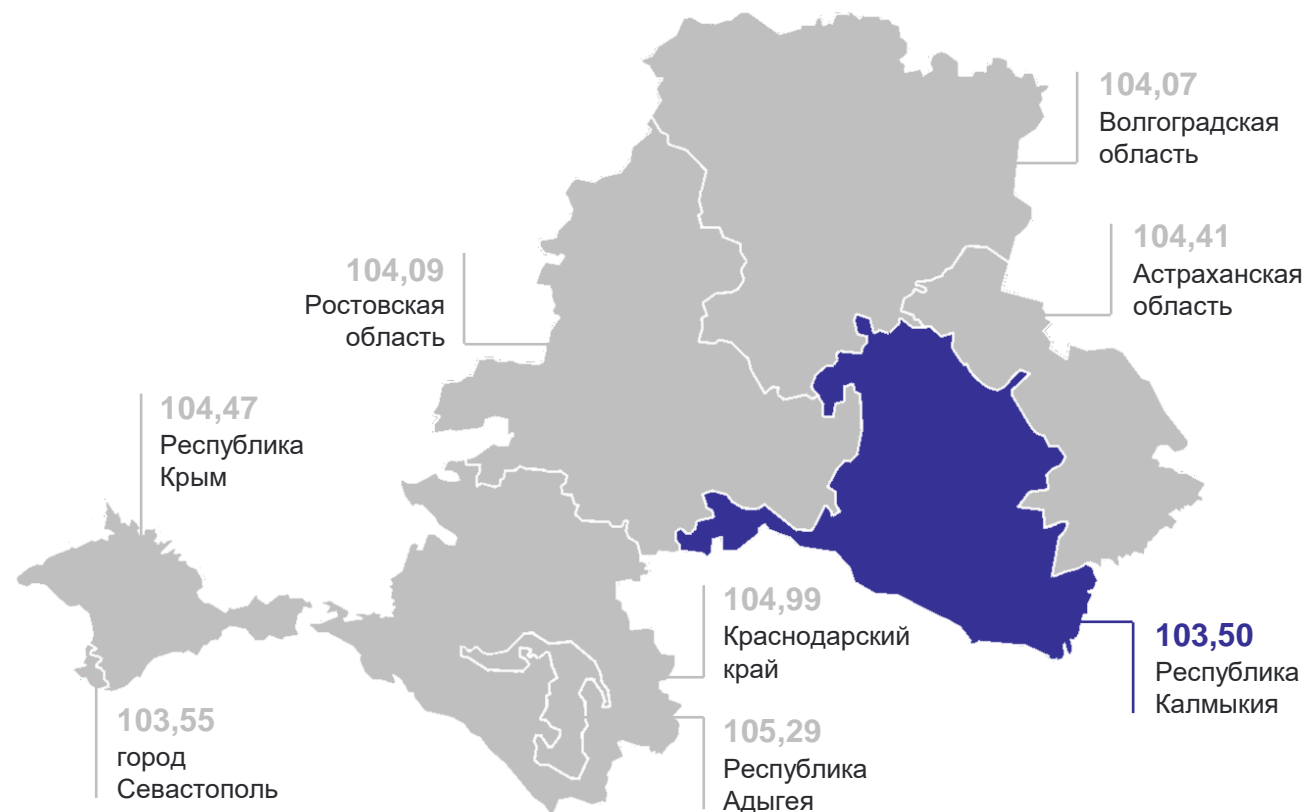 104,07
Волгоградская
область
104,41
Астраханская
область
104,09
Ростовская
область
104,47
Республика
Крым
104,99
Краснодарский
край
103,50
Республика
Калмыкия
103,55
город
Севастополь
105,29
Республика
Адыгея